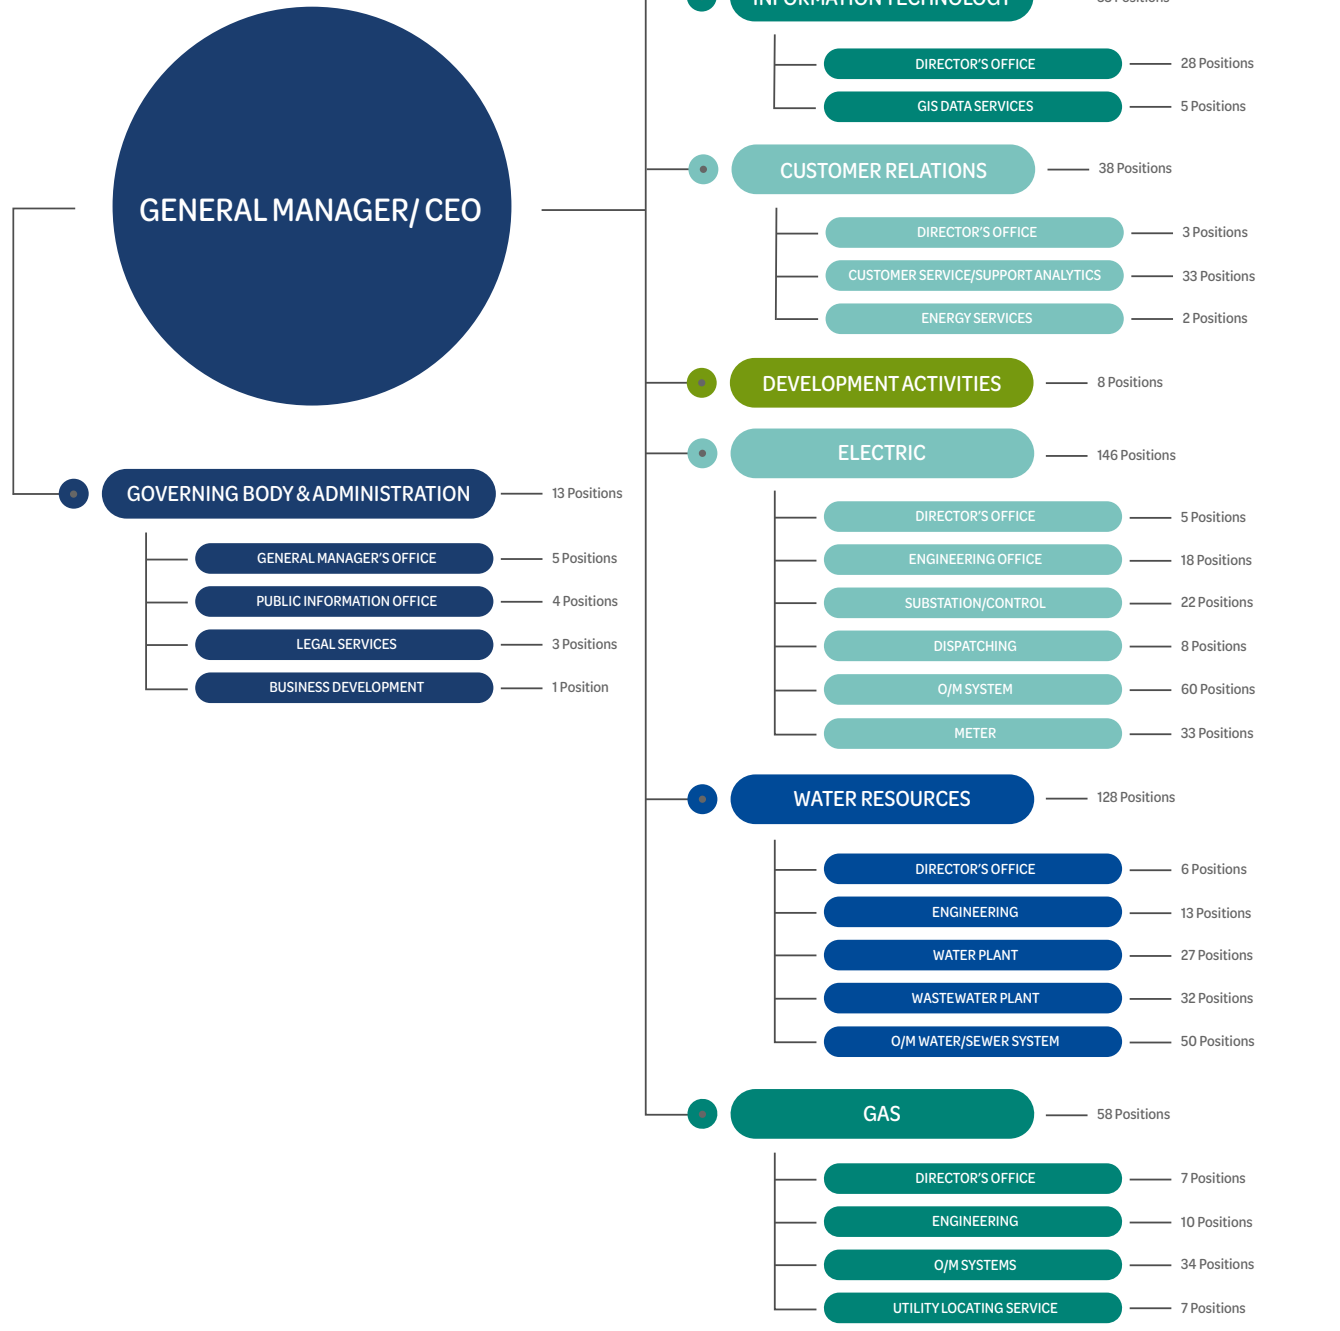 GENERAL MANAGER/ CEO
GOVERNING BODY & ADMINISTRATION
13 Positions
GENERAL MANAGER'S OFFICE
5 Positions
PUBLIC INFORMATION OFFICE
4 Positions
LEGAL SERVICES
3 Positions
BUSINESS DEVELOPMENT
1 Position
INFORMATION TECHNOLOGY
Positions
DIRECTOR'S OFFICE
28 Positions
GIS DATA SERVICES
5 Positions
CUSTOMER RELATIONS
38 Positions
DIRECTOR'S OFFICE
3 Positions
CUSTOMER SERVICE/SUPPORT ANALYTICS
33 Positions
ENERGY SERVICES
2 Positions
DEVELOPMENT ACTIVITIES
8 Positions
ELECTRIC
146 Positions
DIRECTOR'S OFFICE
5 Positions
ENGINEERING OFFICE
18 Positions
SUBSTATION/CONTROL
22 Positions
DISPATCHING
8 Positions
O/M SYSTEM
60 Positions
METER
33 Positions
WATER RESOURCES
128 Positions
DIRECTOR'S OFFICE
6 Positions
ENGINEERING
13 Positions
WATER PLANT
27 Positions
WASTEWATER PLANT
32 Positions
O/M WATER/SEWER SYSTEM
50 Positions
GAS
58 Positions
DIRECTOR'S OFFICE
7 Positions
ENGINEERING
10 Positions
O/M SYSTEMS
34 Positions
UTILITY LOCATING SERVICE
7 Positions